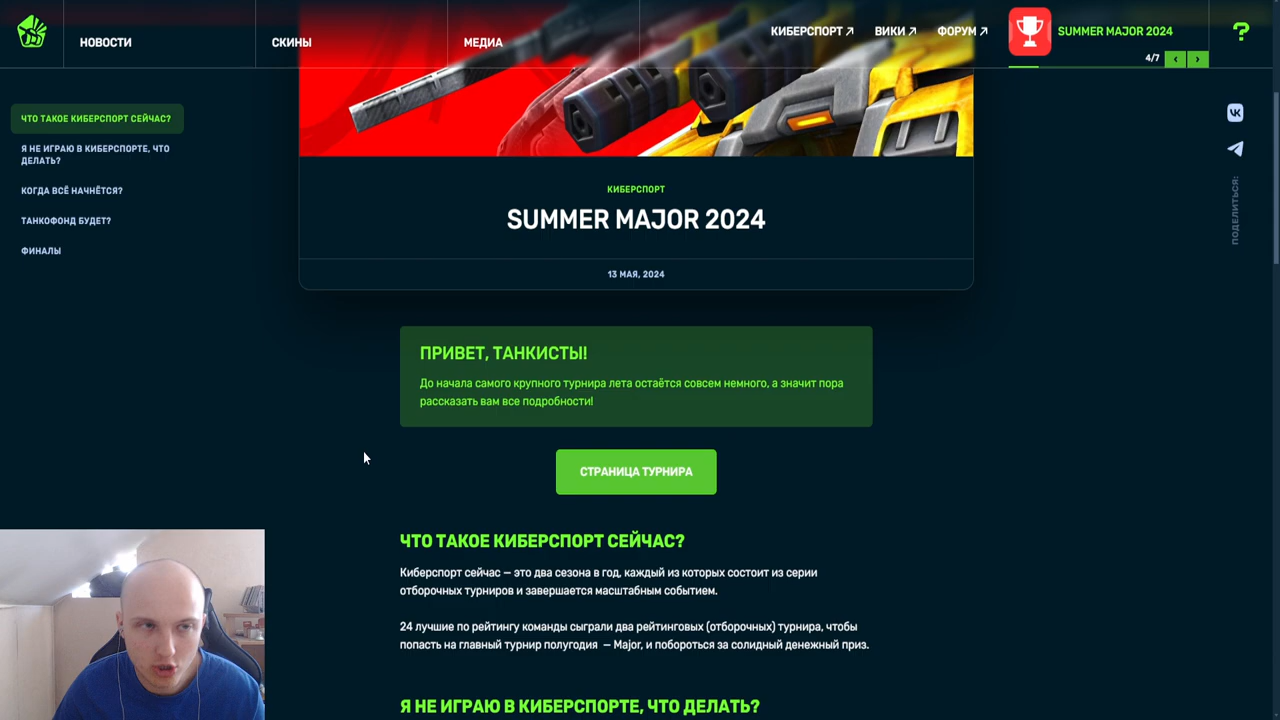 НОВОСТИ
СКИНЫ
МЕДИА
КИБЕРСПОРТ
ВИКИ
ФОРУМ
SUMMER MAJOR 2024
4/7
?
ЧТО ТАКОЕ КИБЕРСПОРТ СЕЙЧАС?
Я НЕ ИГРАЮ В КИБЕРСПОРТЕ, ЧТО
ДЕЛАТЬ?
КОГДА ВСЁ НАЧНЁТСЯ?
ТАНКОФОНД БУДЕТ?
ФИНАЛЫ
ПОДЕЛИТЬСЯ:
КИБЕРСПОРТ
SUMMER MAJOR 2024
13 МАЯ, 2024
ПРИВЕТ, ТАНКИСТЫ!
До начала самого крупного турнира лета остаётся совсем немного, а значит пора
рассказать вам все подробности!
СТРАНИЦА ТУРНИРА
ЧТО ТАКОЕ КИБЕРСПОРТ СЕЙЧАС?
Киберспорт сейчас — это два сезона в год, каждый из которых состоит из серии
отборочных турниров и завершается масштабным событием.
24 лучшие по рейтингу команды сыграли два рейтинговых (отборочных) турнира, чтобы
попасть на главный турнир полугодия — Major, и побороться за солидный денежный приз.
Я НЕ ИГРАЮ В КИБЕРСПОРТЕ, ЧТО ДЕЛАТЬ?